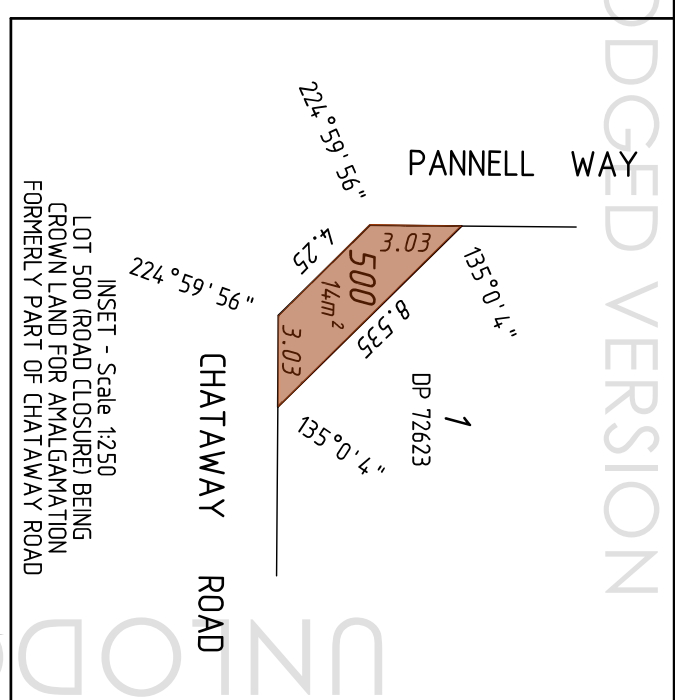 UNLODGED VERSION
PANNELL WAY
224°59'56"
3.03
135°0'4"
4.25
500
14m²
8.535
224°59'56"
3.03
135°0'4"
1
DP 72623
CHATAWAY ROAD
INSET - Scale 1:250
LOT 500 (ROAD CLOSURE) BEING
CROWN LAND FOR AMALGAMATION
FORMERLY PART OF CHATAWAY ROAD
UNLODG